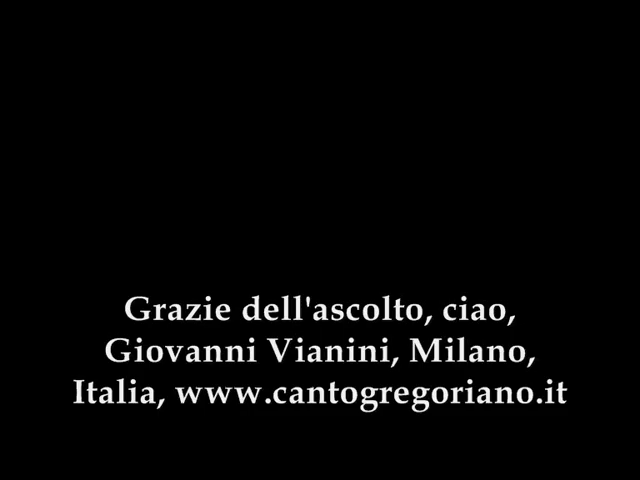 Grazie dell'ascolto, ciao,
Giovanni Vianini, Milano,
Italia, www.cantogregoriano.it